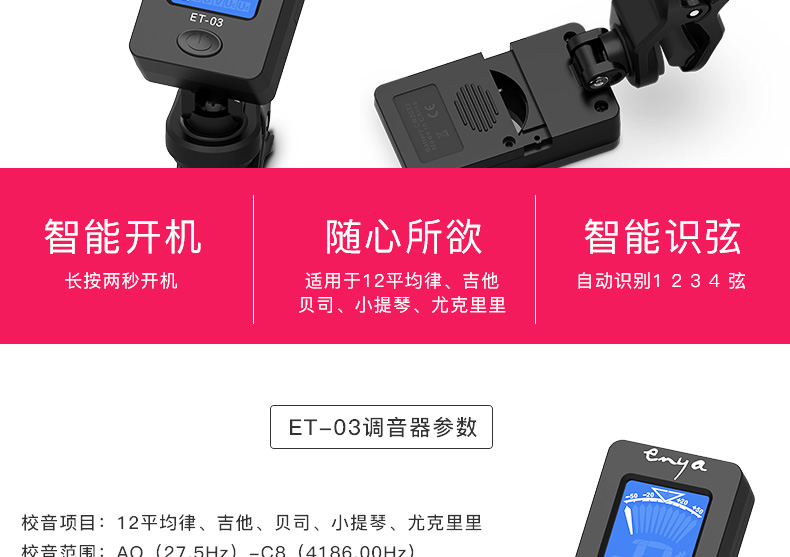 ET-03
智能开机
长按两秒开机
随心所欲
适用于12平均律、吉他
贝司、小提琴、尤克里里
智能识弦
自动识别1 2 3 4 弦
ET-03调音器参数
enya
-50 -20 +20 +50
校音项目：12平均律、吉他、贝司、小提琴、尤克里里
校音范围：AO（27.5Hz）-C8（4186.00Hz）